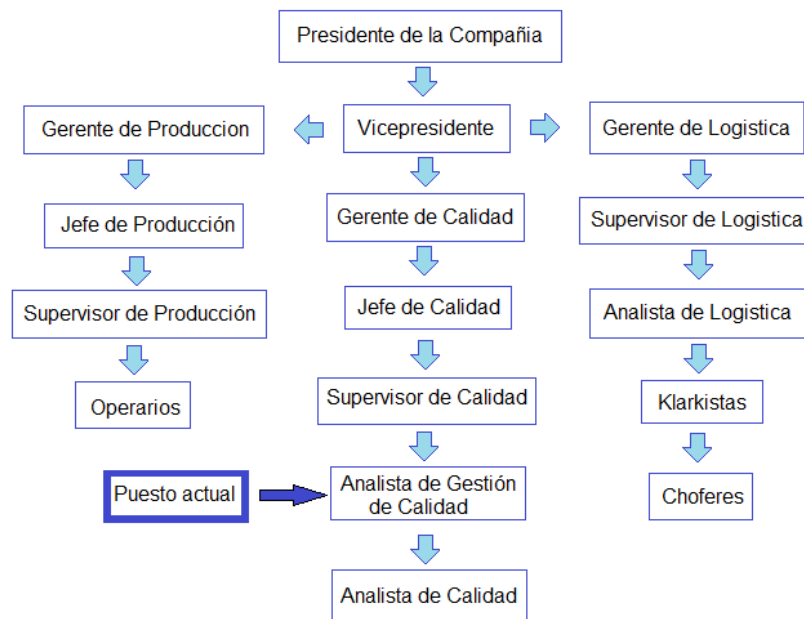 Presidente de la Compañia
Gerente de Produccion
Vicepresidente
Gerente de Logistica
Jefe de Producción
Gerente de Calidad
Supervisor de Logistica
Supervisor de Producción
Jefe de Calidad
Analista de Logistica
Operarios
Supervisor de Calidad
Klarkistas
Puesto actual
Analista de Gestión
de Calidad
Choferes
Analista de Calidad